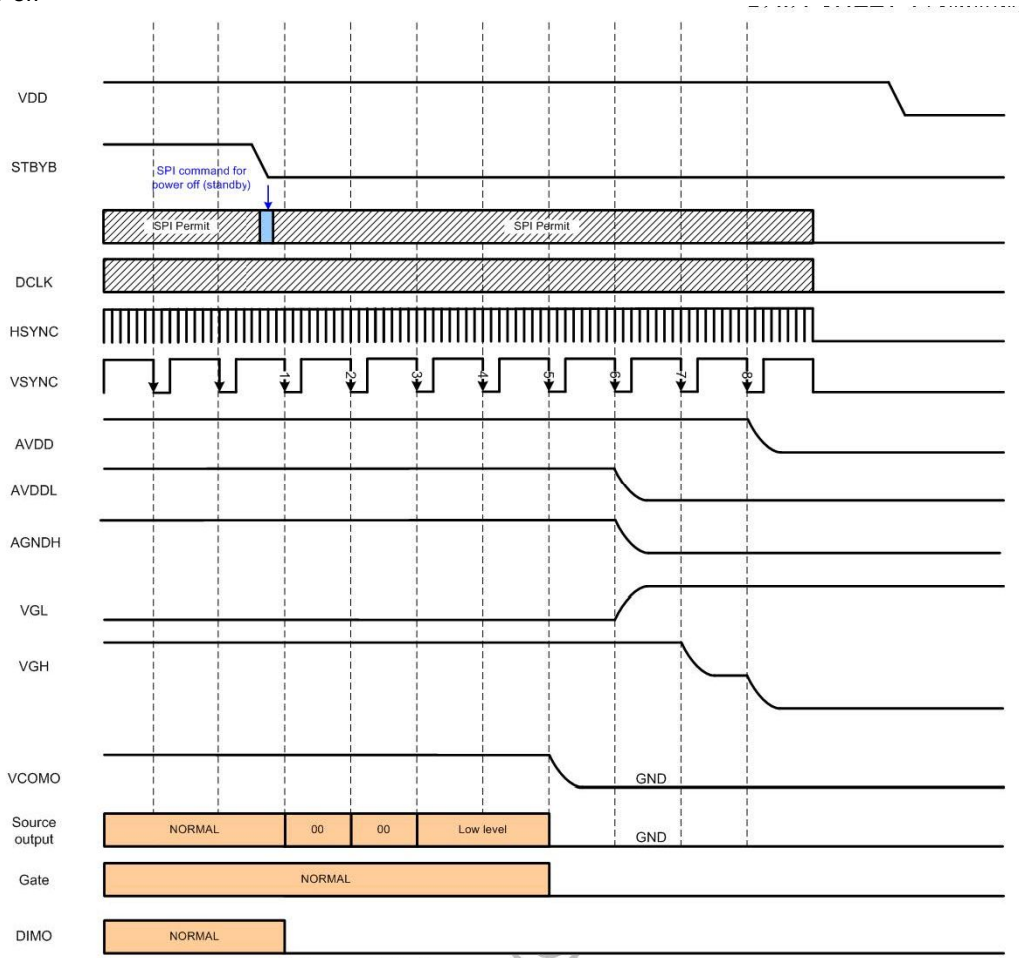 VDD
STBYB
SPI command for
power off (standby)
SPI Permit
SPI Permit
DCLK
HSYNC
VSYNC
1
2
3
4
5
6
7
8
AVDD
AVDDL
AGNDH
VGL
VGH
VCOMO
GND
Source
output
NORMAL
00
00
Low level
GND
Gate
NORMAL
DIMO
NORMAL